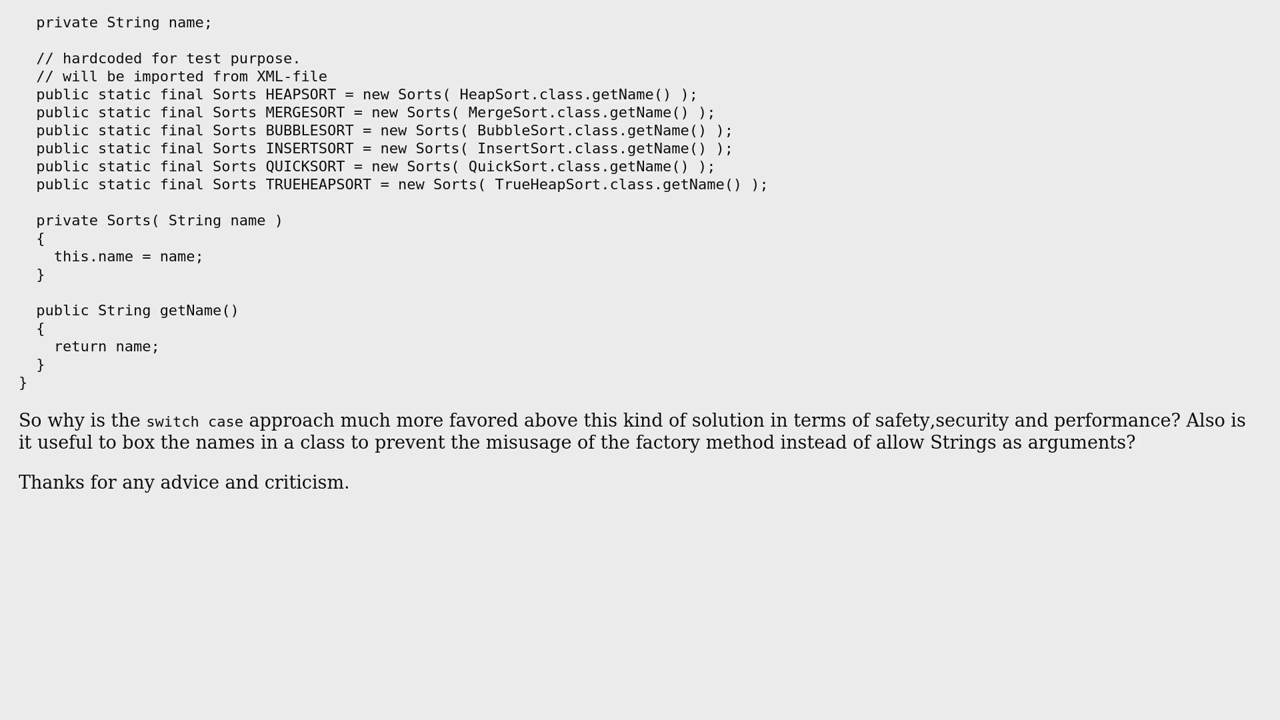 private String name;
// hardcoded for test purpose.
// will be imported from XML-file
public static final Sorts HEAPSORT = new Sorts( HeapSort.class.getName() );
public static final Sorts MERGESORT = new Sorts( MergeSort.class.getName() );
public static final Sorts BUBBLESORT = new Sorts( BubbleSort.class.getName() );
public static final Sorts INSERTSORT = new Sorts( InsertSort.class.getName() );
public static final Sorts QUICKSORT = new Sorts( QuickSort.class.getName() );
public static final Sorts TRUEHEAPSORT = new Sorts( TrueHeapSort.class.getName() );
private Sorts( String name )
{
this.name = name;
}
public String getName()
{
return name;
}
}
So why is the switch case approach much more favored above this kind of solution in terms of safety,security and performance? Also is
it useful to box the names in a class to prevent the misusage of the factory method instead of allow Strings as arguments?
Thanks for any advice and criticism.